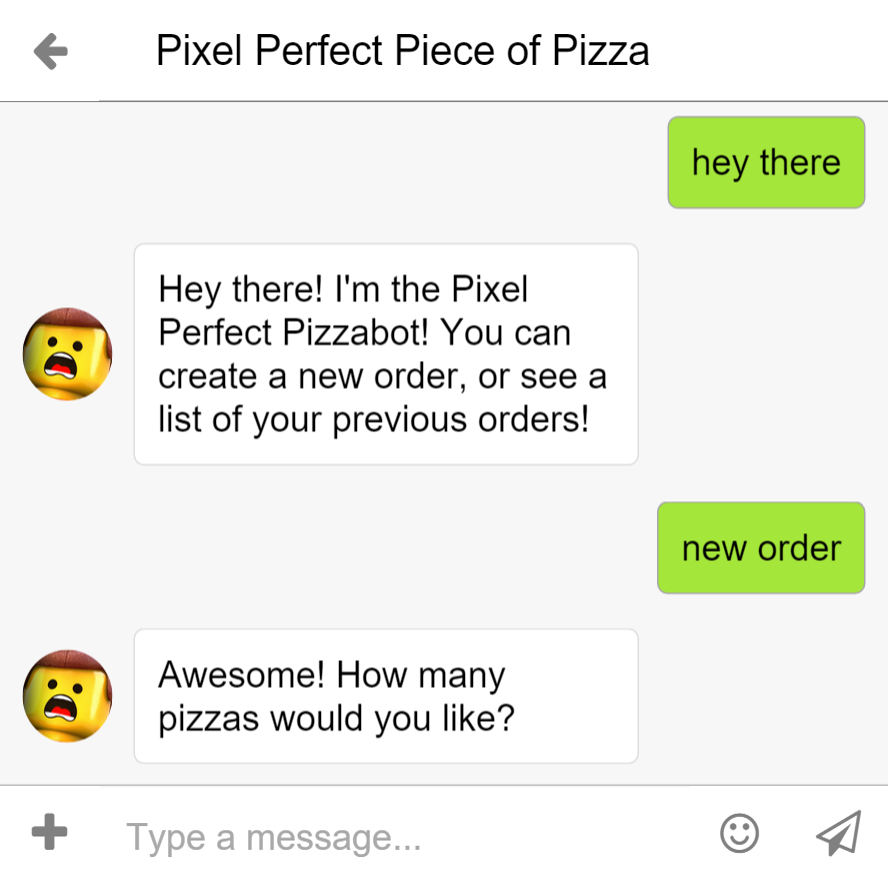 Pixel Perfect Piece of Pizza
hey there
Hey there! I'm the Pixel
Perfect Pizzabot! You can
create a new order, or see a
list of your previous orders!
new order
Awesome! How many
pizzas would you like?
Type a message...